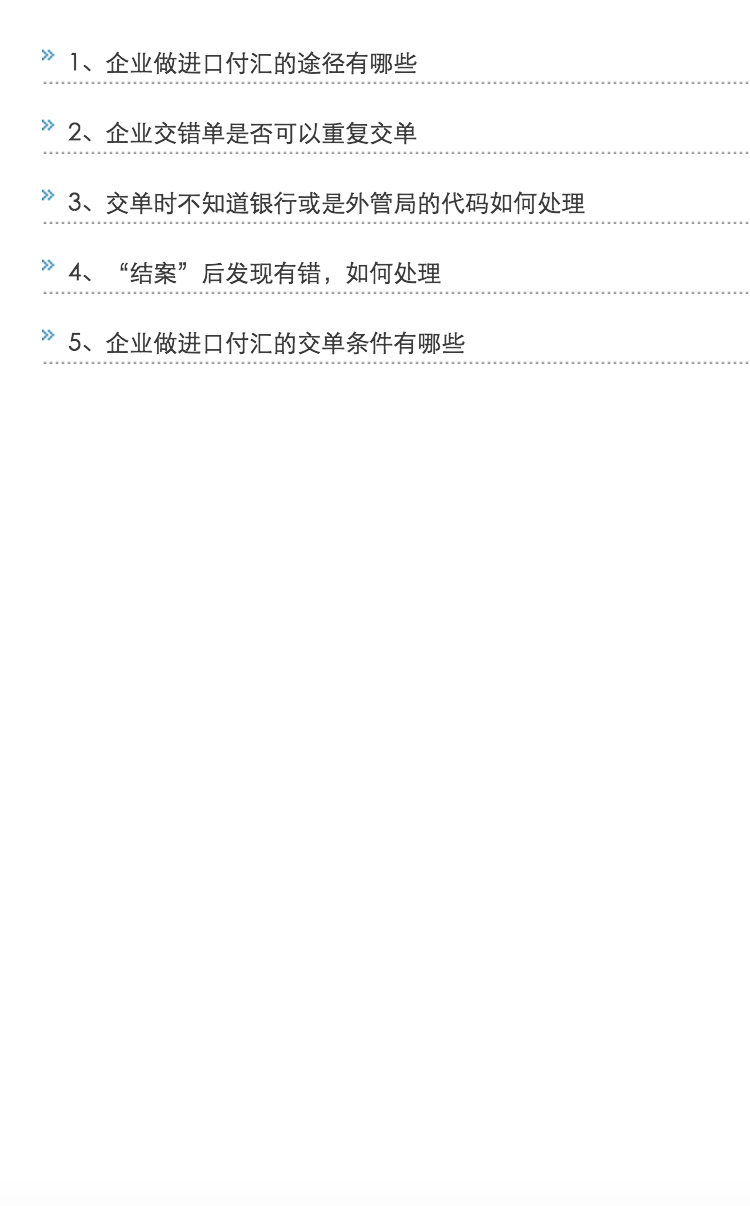 1、企业做进口付汇的途径有哪些
2、企业交错单是否可以重复交单
3、交单时不知道银行或是外管局的代码如何处理
4、“结案”后发现有错，如何处理
5、企业做进口付汇的交单条件有哪些